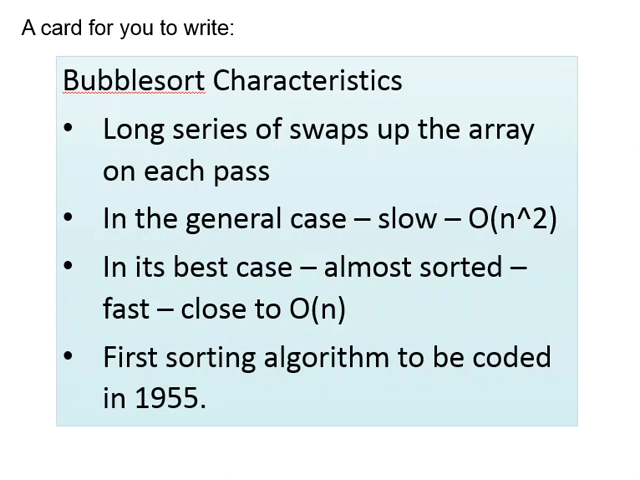 A card for you to write:
Bubblesort Characteristics
• Long series of swaps up the array
on each pass
• In the general case – slow – O(n^2)
• In its best case – almost sorted –
fast – close to O(n)
• First sorting algorithm to be coded
in 1955.